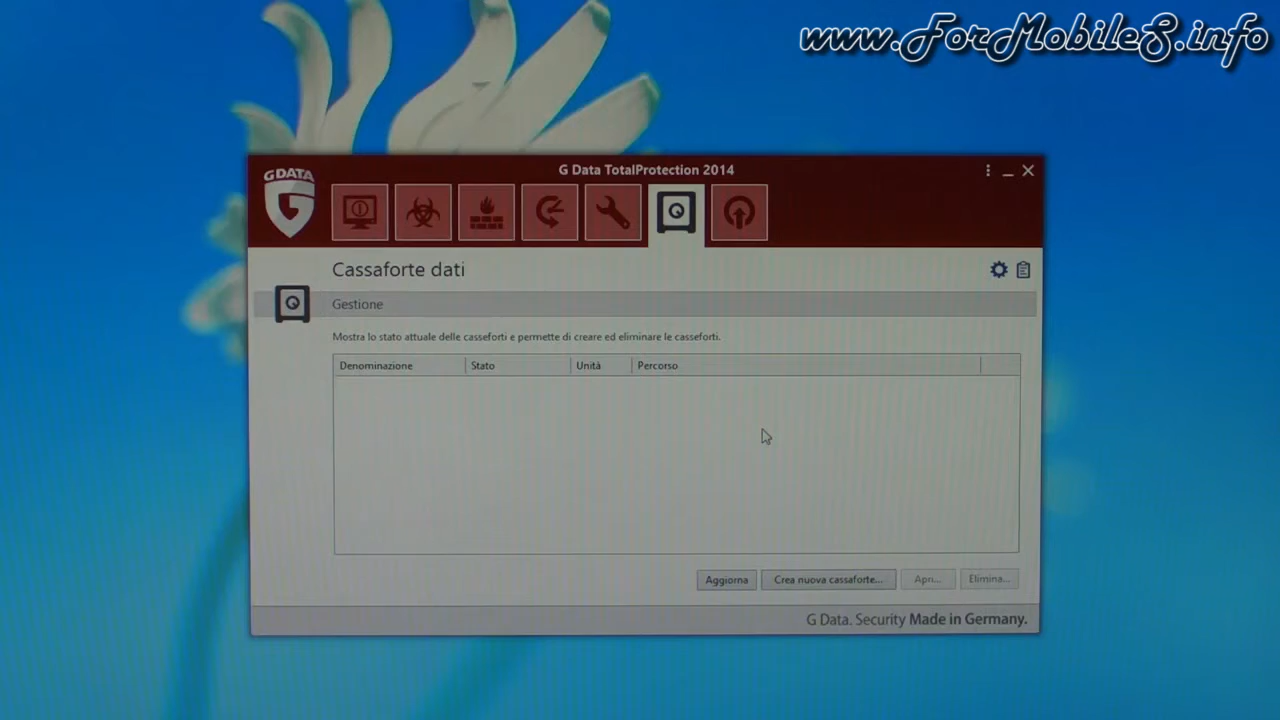 www.ForMobileS.info
G Data TotalProtection 2014
GDATA
Cassaforte dati
Gestione
Mostra lo stato attuale delle casseforti e permette di creare ed eliminare le casseforti.
Denominazione Stato Unità Percorso
Aggiorna Crea nuova cassaforte... Apri... Elimina...
G Data. Security Made in Germany.